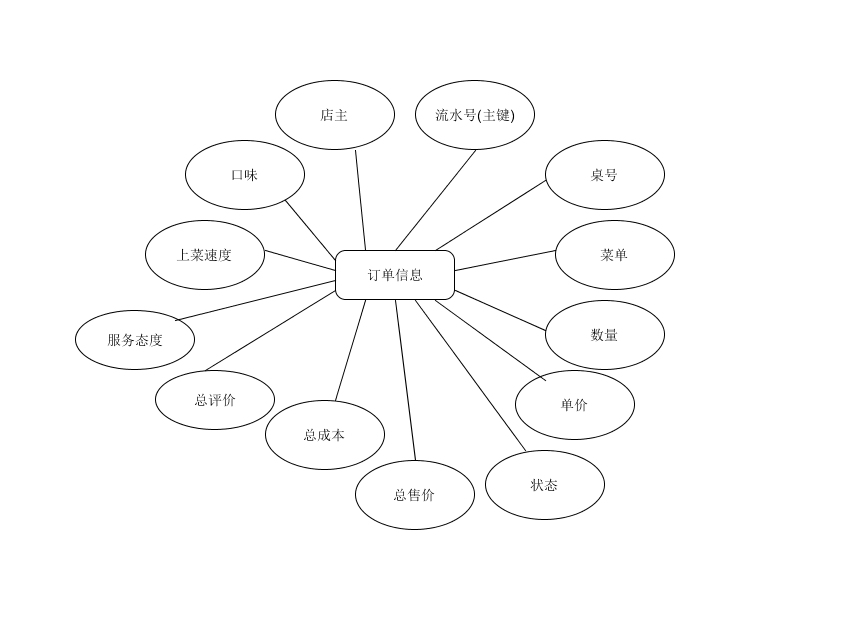 店主
流水号(主键)
口味
桌号
上菜速度
菜单
订单信息
服务态度
数量
总评价
单价
总成本
状态
总售价